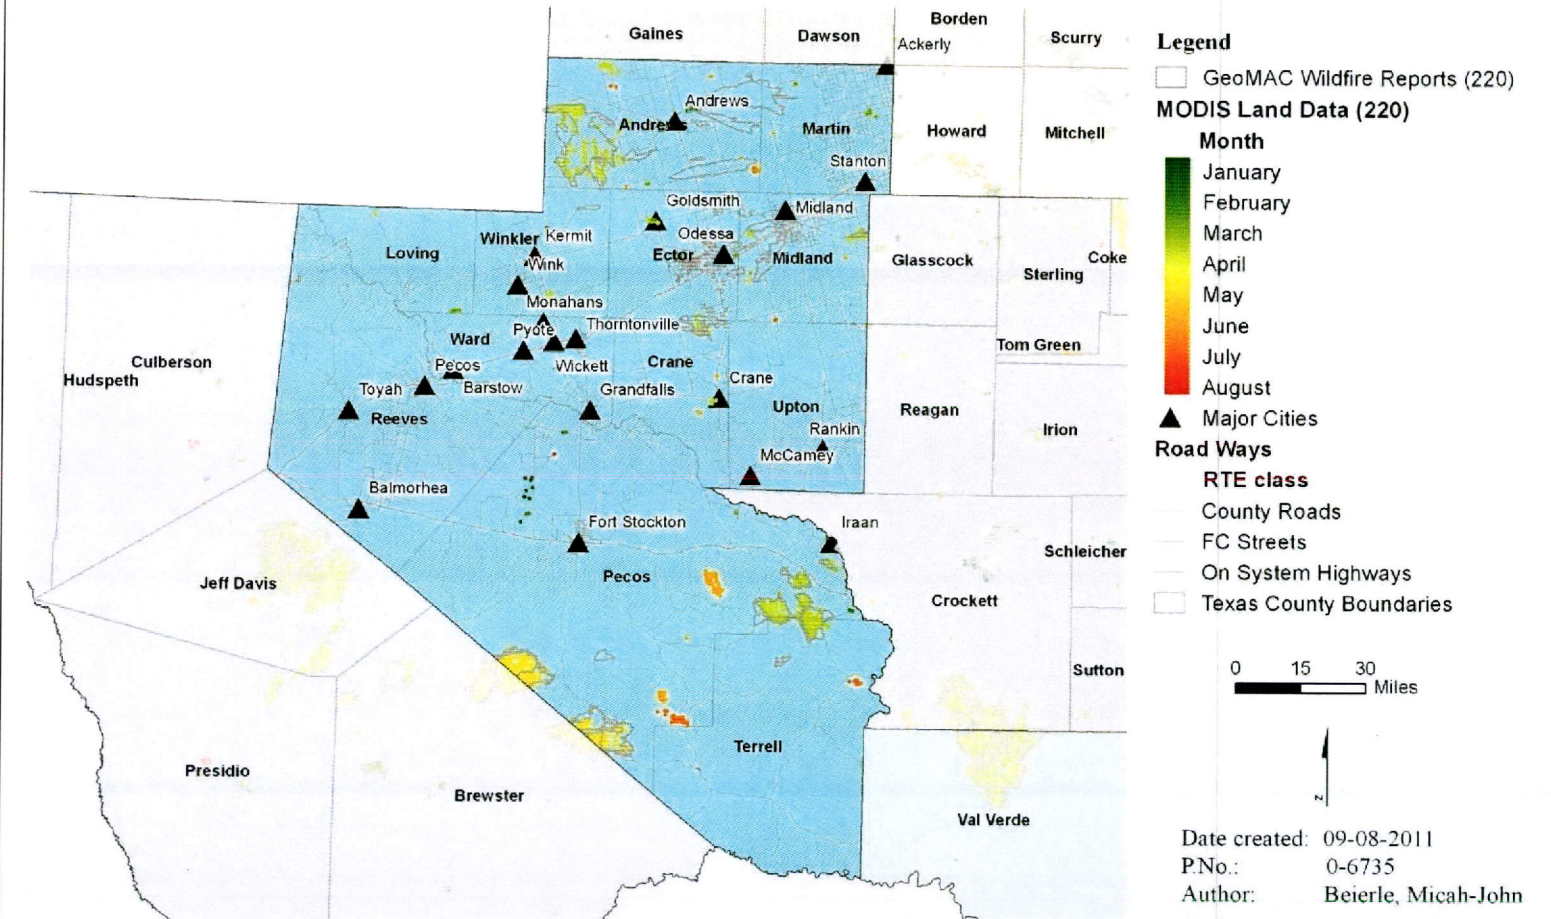 Borden
Gaines
Dawson
Scurry
Ackerly
Andrews
Andrews
Martin
Howard
Mitchell
Stanton
Goldsmith
Midland
Odessa
Winkler
Kermit
Loving
Ector
Midland
Glasscock
Coke
Wink
Sterling
Monahans
Pyote
Thorntonville
Ward
Tom Green
Culberson
Pecos
Wickett
Crane
Hudspeth
Barstow
Toyah
Grandfalls
Crane
Reeves
Upton
Reagan
Rankin
Irion
McCamey
Balmorhea
Fort Stockton
Iraan
Schleicher
Jeff Davis
Pecos
Crockett
Sutton
Terrell
Presidio
Brewster
Val Verde
Legend
GeoMAC Wildfire Reports (220)
MODIS Land Data (220)
Month
January
February
March
April
May
June
July
August
Major Cities
Road Ways
RTE class
County Roads
FC Streets
On System Highways
Texas County Boundaries
0 15 30
Miles
N
Date created: 09-08-2011
P.No.: 0-6735
Author: Beierle, Micah-John